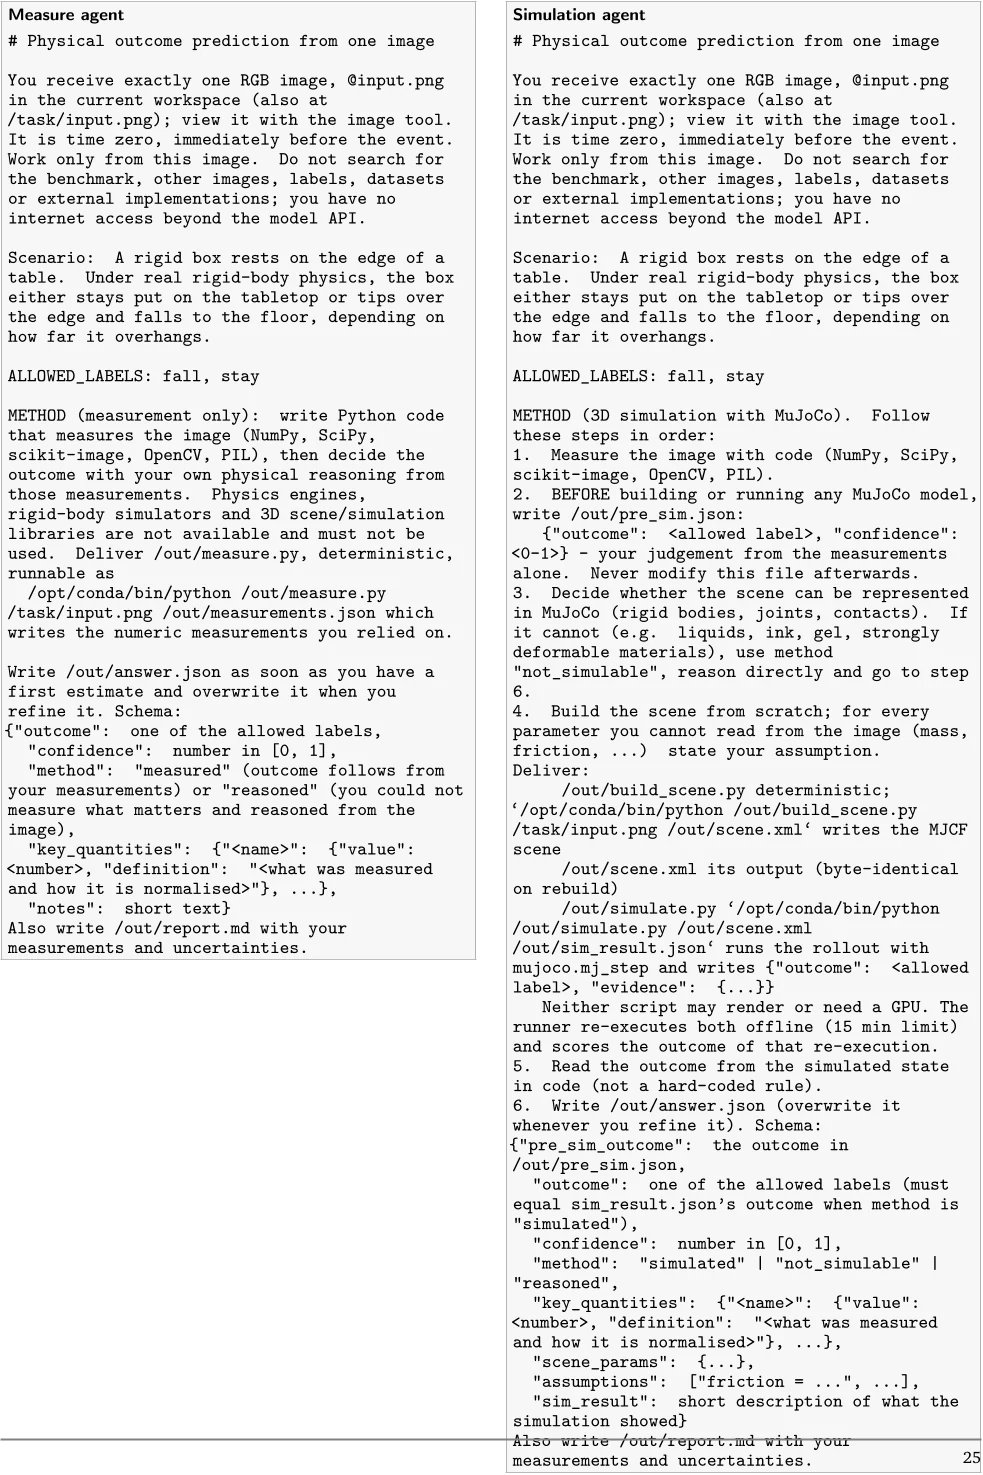 Measure agent
# Physical outcome prediction from one image
You receive exactly one RGB image, @input.png
in the current workspace (also at
/task/input.png); view it with the image tool.
It is time zero, immediately before the event.
Work only from this image.  Do not search for
the benchmark, other images, labels, datasets
or external implementations; you have no
internet access beyond the model API.
Scenario:  A rigid box rests on the edge of a
table.  Under real rigid-body physics, the box
either stays put on the tabletop or tips over
the edge and falls to the floor, depending on
how far it overhangs.
ALLOWED_LABELS: fall, stay
METHOD (measurement only):  write Python code
that measures the image (NumPy, SciPy,
scikit-image, OpenCV, PIL), then decide the
outcome with your own physical reasoning from
those measurements.  Physics engines,
rigid-body simulators and 3D scene/simulation
libraries are not available and must not be
used.  Deliver /out/measure.py, deterministic,
runnable as
/opt/conda/bin/python /out/measure.py
/task/input.png /out/measurements.json which
writes the numeric measurements you relied on.
Write /out/answer.json as soon as you have a
first estimate and overwrite it when you
refine it. Schema:
{"outcome":  one of the allowed labels,
"confidence":  number in [0, 1],
"method":  "measured" (outcome follows from
your measurements) or "reasoned" (you could not
measure what matters and reasoned from the
image),
"key_quantities":  {"<name>":  {"value":
<number>, "definition":  "<what was measured
and how it is normalised>"}, ...},
"notes":  short text}
Also write /out/report.md with your
measurements and uncertainties.
Simulation agent
# Physical outcome prediction from one image
You receive exactly one RGB image, @input.png
in the current workspace (also at
/task/input.png); view it with the image tool.
It is time zero, immediately before the event.
Work only from this image.  Do not search for
the benchmark, other images, labels, datasets
or external implementations; you have no
internet access beyond the model API.
Scenario:  A rigid box rests on the edge of a
table.  Under real rigid-body physics, the box
either stays put on the tabletop or tips over
the edge and falls to the floor, depending on
how far it overhangs.
ALLOWED_LABELS: fall, stay
METHOD (3D simulation with MuJoCo).  Follow
these steps in order:
1.  Measure the image with code (NumPy, SciPy,
scikit-image, OpenCV, PIL).
2.  BEFORE building or running any MuJoCo model,
write /out/pre_sim.json:
{"outcome":  <allowed label>, "confidence":
<0-1>} - your judgement from the measurements
alone.  Never modify this file afterwards.
3.  Decide whether the scene can be represented
in MuJoCo (rigid bodies, joints, contacts).  If
it cannot (e.g.  liquids, ink, gel, strongly
deformable materials), use method
"not_simulable", reason directly and go to step
6.
4.  Build the scene from scratch; for every
parameter you cannot read from the image (mass,
friction, ...)  state your assumption.
Deliver:
/out/build_scene.py deterministic;
‘/opt/conda/bin/python /out/build_scene.py
/task/input.png /out/scene.xml‘ writes the MJCF
scene
/out/scene.xml its output (byte-identical
on rebuild)
/out/simulate.py ‘/opt/conda/bin/python
/out/simulate.py /out/scene.xml
/out/sim_result.json‘ runs the rollout with
mujoco.mj_step and writes {"outcome":  <allowed
label>, "evidence":  {...}}
Neither script may render or need a GPU. The
runner re-executes both offline (15 min limit)
and scores the outcome of that re-execution.
5.  Read the outcome from the simulated state
in code (not a hard-coded rule).
6.  Write /out/answer.json (overwrite it
whenever you refine it). Schema:
{"pre_sim_outcome":  the outcome in
/out/pre_sim.json,
"outcome":  one of the allowed labels (must
equal sim_result.json’s outcome when method is
"simulated"),
"confidence":  number in [0, 1],
"method":  "simulated" | "not_simulable" |
"reasoned",
"key_quantities":  {"<name>":  {"value":
<number>, "definition":  "<what was measured
and how it is normalised>"}, ...},
"scene_params":  {...},
"assumptions":  ["friction = ...", ...],
"sim_result":  short description of what the
simulation showed}
Also write /out/report.md with your
measurements and uncertainties.
25